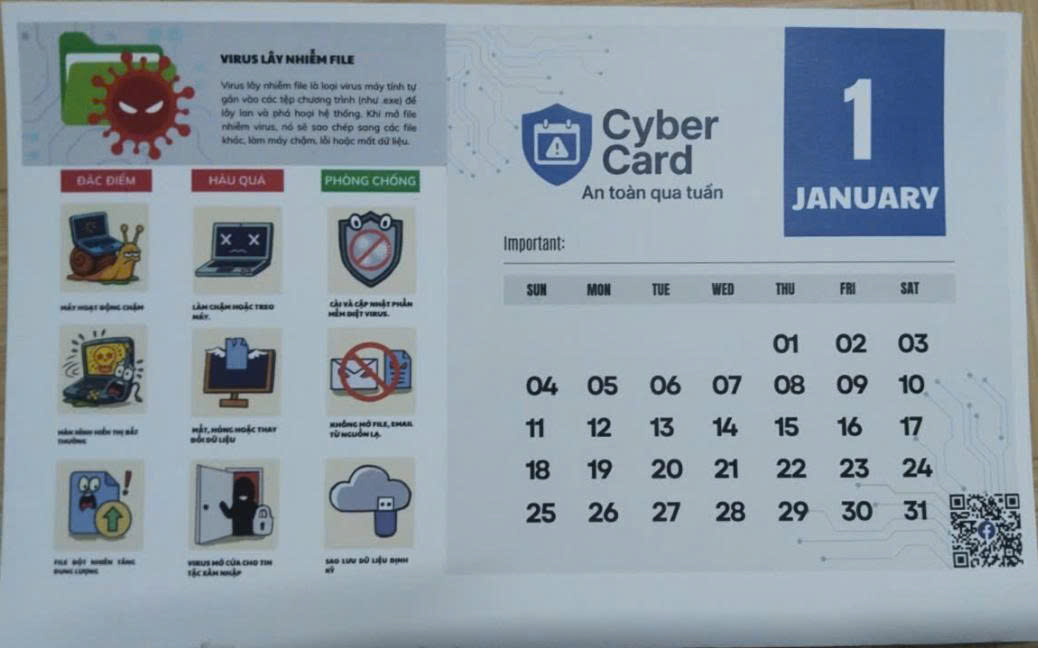 VIRUS LÂY NHIỄM FILE
Virus lây nhiễm file là loại virus máy tính tự
gắn vào các tệp chương trình (như .exe) để
lây lan và phá hoại hệ thống. Khi mở file
nhiễm virus, nó sẽ sao chép sang các file
khác, làm máy chậm, lỗi hoặc mất dữ liệu.
ĐẶC ĐIỂM
HẬU QUẢ
PHÒNG CHỐNG
MÁY HOẠT ĐỘNG CHẬM
LÀM CHẬM HOẶC TREO
MÁY.
CÀI VÀ CẬP NHẬT PHẦN
MỀM DIỆT VIRUS.
MÀN HÌNH HIỂN THỊ BẤT
THƯỜNG
MẤT, HỎNG HOẶC THAY
ĐỔI DỮ LIỆU
KHÔNG MỞ FILE, EMAIL
TỪ NGUỒN LẠ.
FILE ĐỘT NHIÊN TĂNG
DUNG LƯỢNG
VIRUS MỞ CỬA CHO TIN
TẶC XÂM NHẬP
SAO LƯU DỮ LIỆU ĐỊNH
KỲ
Cyber
Card
An toàn qua tuần
1
JANUARY
Important:
SUN MON TUE WED THU FRI SAT
01 02 03
04 05 06 07 08 09 10
11 12 13 14 15 16 17
18 19 20 21 22 23 24
25 26 27 28 29 30 31